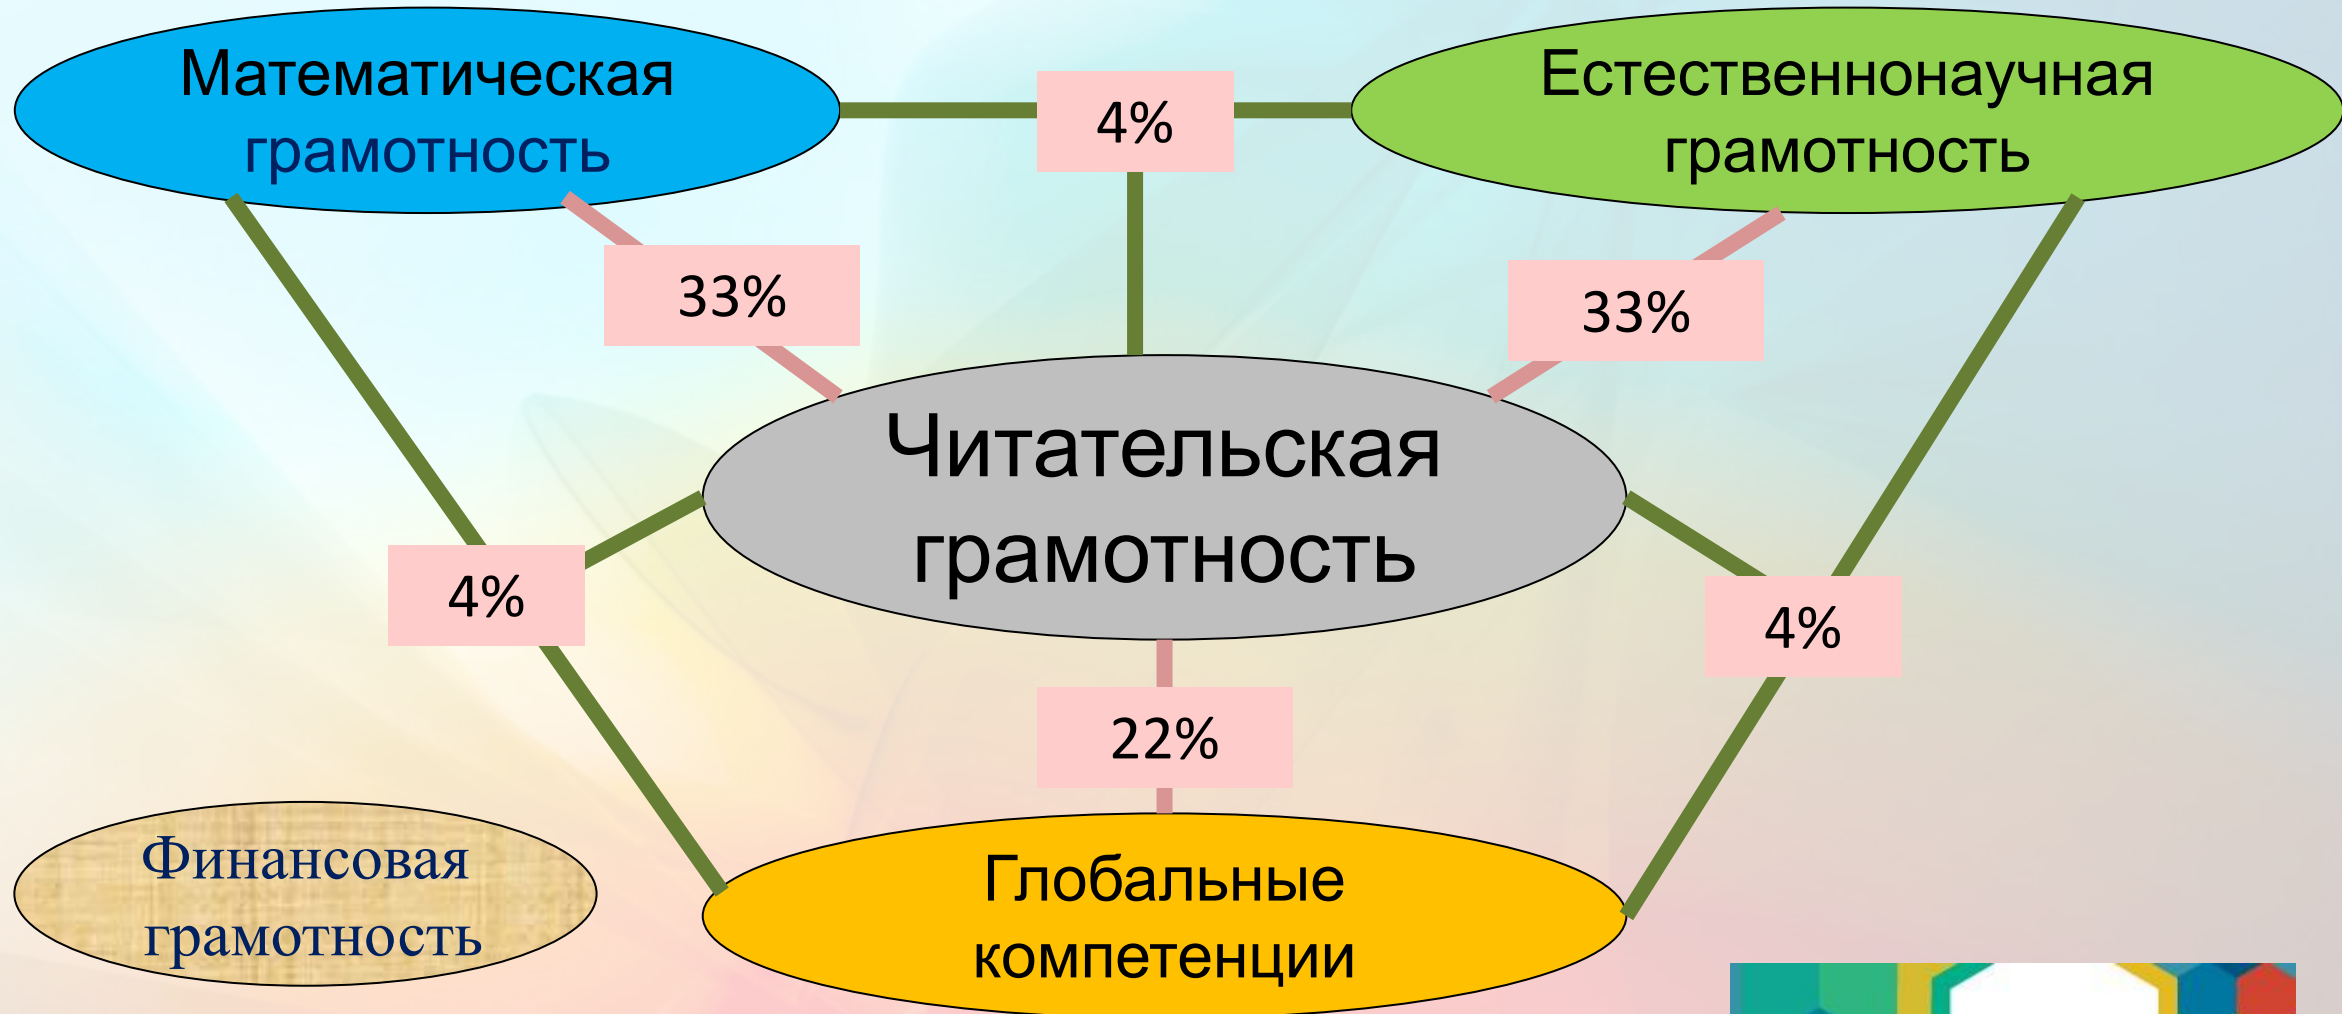 Математическая
грамотность
4%
Естественнонаучная
грамотность
33%
33%
Читательская
грамотность
4%
4%
22%
Финансовая
грамотность
Глобальные
компетенции